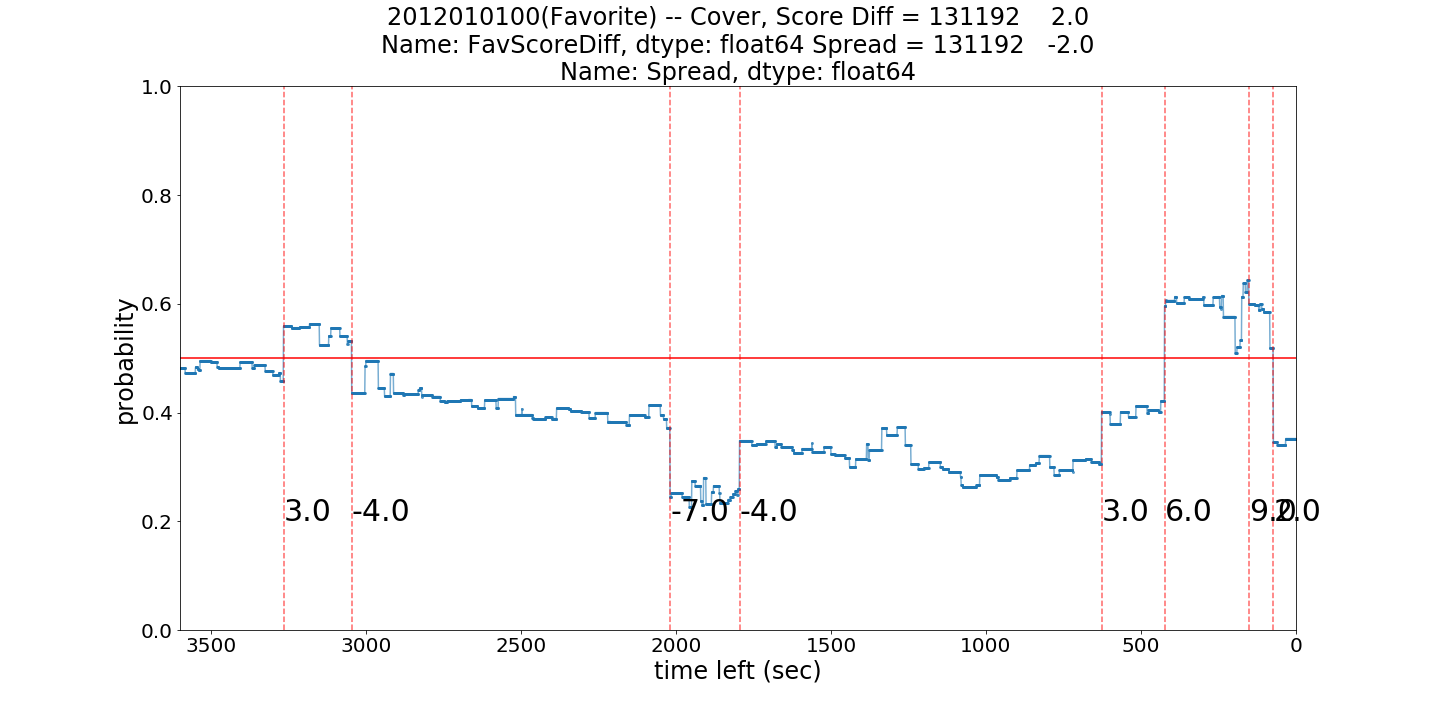 2012010100(Favorite) -- Cover, Score Diff = 131192    2.0
Name: FavScoreDiff, dtype: float64 Spread = 131192   -2.0
Name: Spread, dtype: float64
1.0
0.8
probability
0.6
0.4
3.0 -4.0 -7.0 -4.0 3.0 6.0 9.0 2.0
0.2
0.0
3500 3000 2500 2000 1500 1000 500 0
time left (sec)